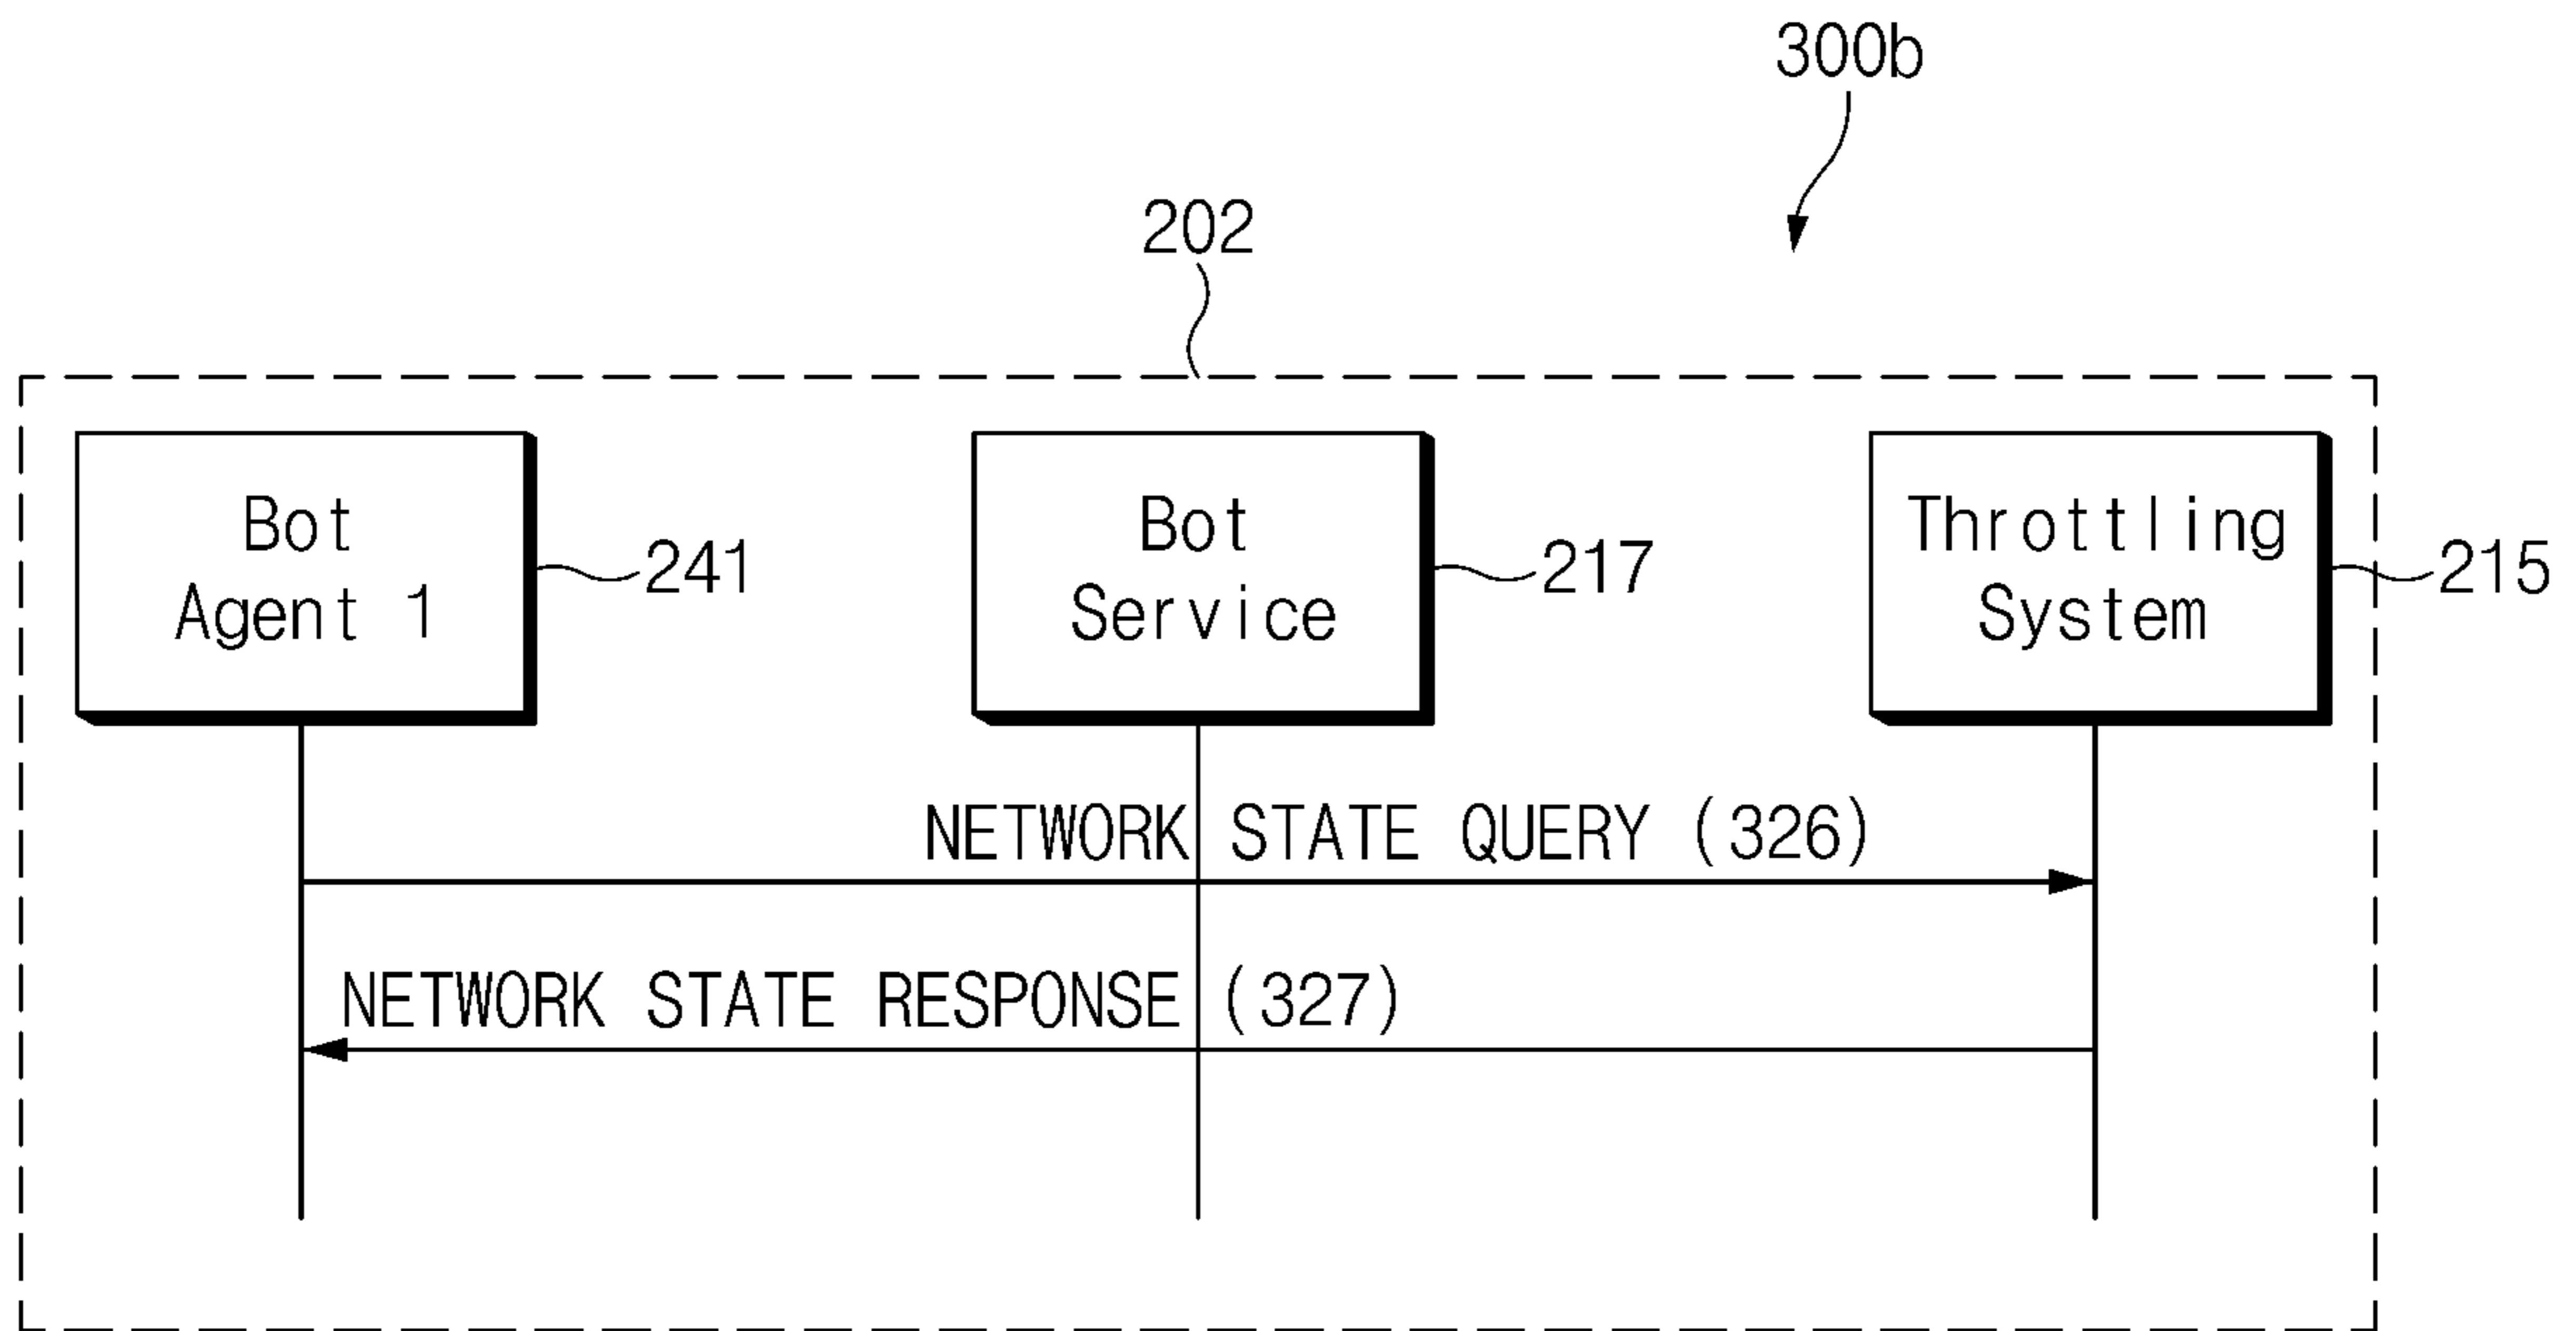 300b
202
Bot
Agent 1
241
Bot
Service
217
Throttling
System
215
NETWORK STATE QUERY (326)
NETWORK STATE RESPONSE (327)